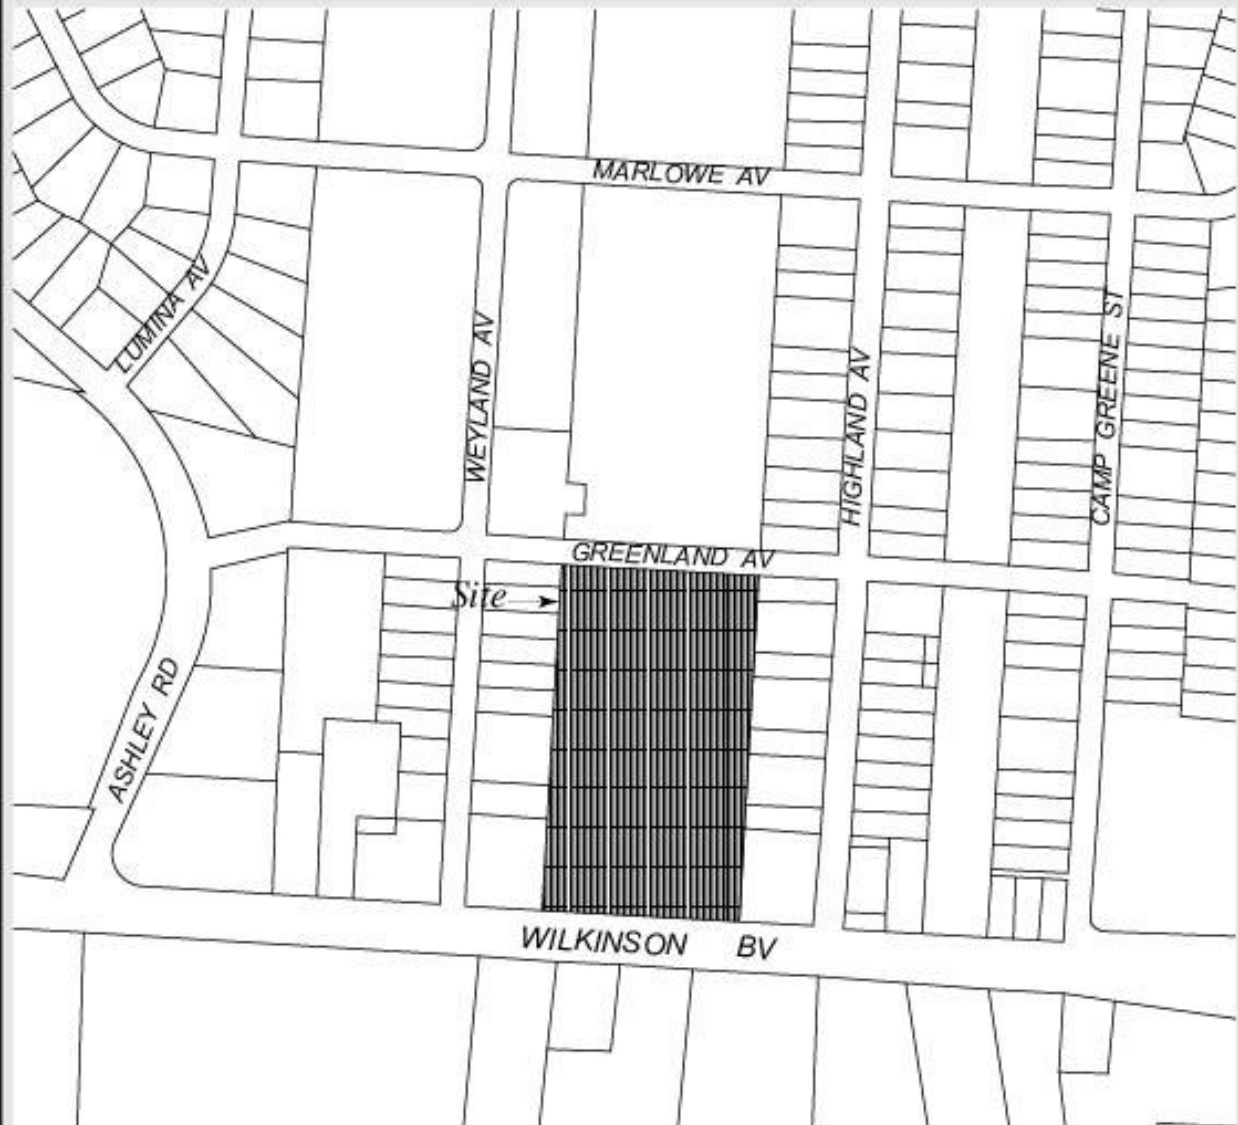 MARLOWE AV
LUMINA AV
WEYLAND AV
HIGHLAND AV
CAMP GREENE ST
GREENLAND AV
Site
ASHLEY RD
WILKINSON BV